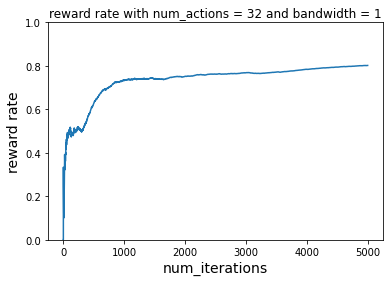 reward rate with num_actions = 32 and bandwidth = 1
1.0
0.8
0.6
0.4
0.2
0.0
reward rate
0 1000 2000 3000 4000 5000
num_iterations